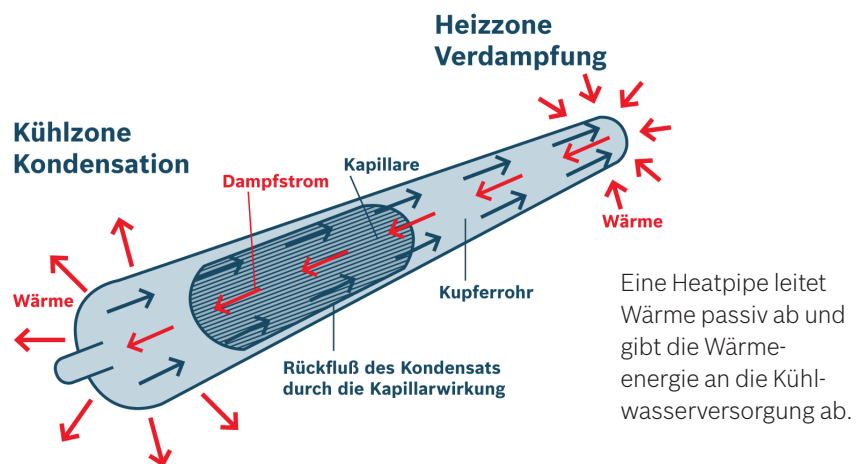 Heizzone
Verdampfung
Kühlzone
Kondensation
Kapillare
Dampfstrom
Wärme
Wärme
Kupferrohr
Rückfluß des Kondensats
durch die Kapillarwirkung
Eine Heatpipe leitet
Wärme passiv ab und
gibt die Wärme-
energie an die Kühl-
wasserversorgung ab.